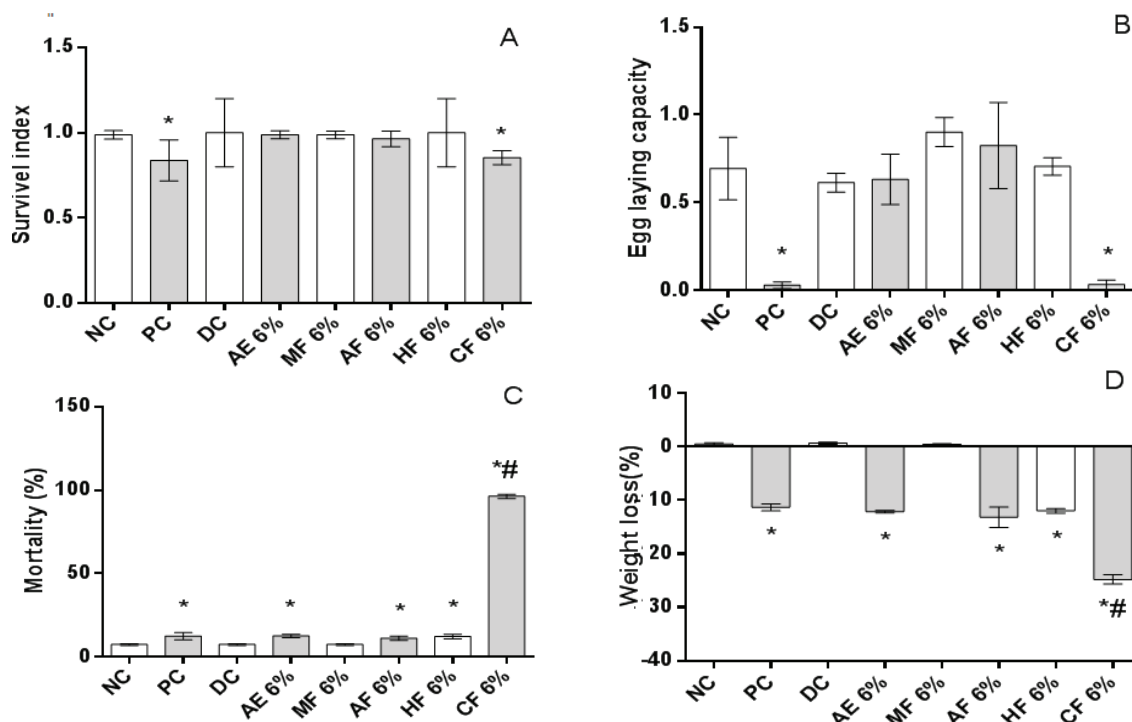 A
1.5
1.0
0.5
0.0
Survivel index
*
*
NC
PC
DC
AE 6%
MF 6%
AF 6%
HF 6%
CF 6%
B
1.5
1.0
0.5
0.0
Egg laying capacity
*
*
NC
PC
DC
AE 6%
MF 6%
AF 6%
HF 6%
CF 6%
C
150
100
50
0
Mortality (%)
*
*
*
*
*#
NC
PC
DC
AE 6%
MF 6%
AF 6%
HF 6%
CF 6%
D
10
0
10
20
-30
-40
Weight loss(%)
*
*
*
*
*#
NC
PC
DC
AE 6%
MF 6%
AF 6%
HF 6%
CF 6%